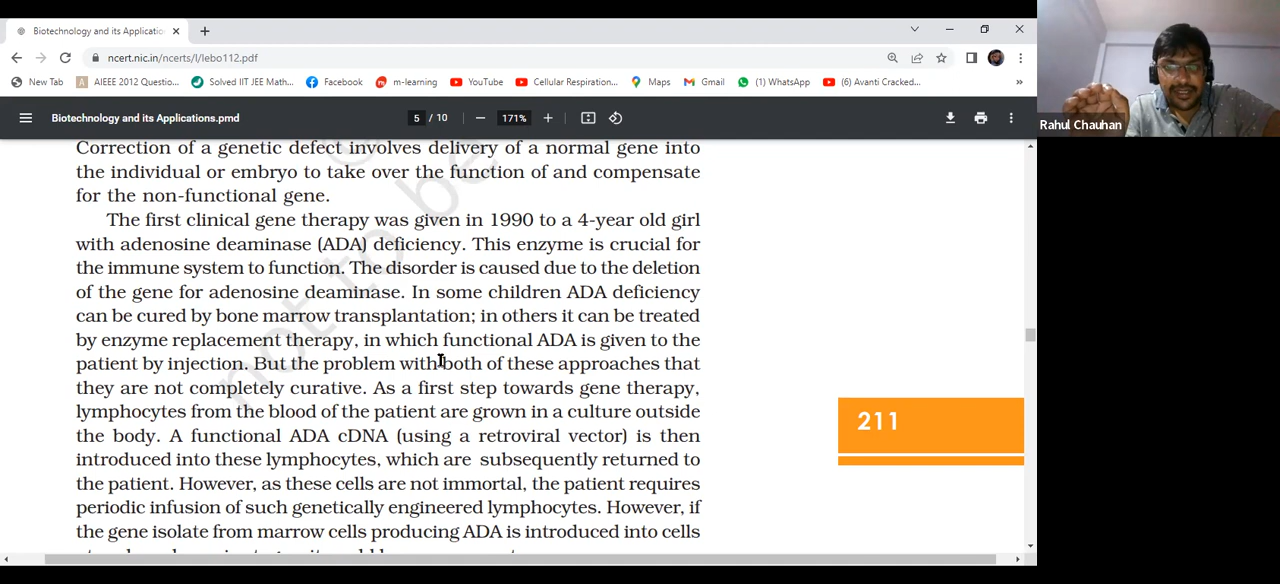 Biotechnology and its Applicatio
ncert.nic.in/ncerts/l/lebo112.pdf
New Tab
AIEEE 2012 Questio...
Solved IIT JEE Math...
Facebook
m-learning
YouTube
Cellular Respiration...
Maps
Gmail
(1) WhatsApp
(6) Avanti Cracked...
»
Biotechnology and its Applications.pmd
5 / 10
171%
Rahul Chauhan
Correction of a genetic defect involves delivery of a normal gene into
the individual or embryo to take over the function of and compensate
for the non-functional gene.
The first clinical gene therapy was given in 1990 to a 4-year old girl
with adenosine deaminase (ADA) deficiency. This enzyme is crucial for
the immune system to function. The disorder is caused due to the deletion
of the gene for adenosine deaminase. In some children ADA deficiency
can be cured by bone marrow transplantation; in others it can be treated
by enzyme replacement therapy, in which functional ADA is given to the
patient by injection. But the problem with both of these approaches that
they are not completely curative. As a first step towards gene therapy,
lymphocytes from the blood of the patient are grown in a culture outside
the body. A functional ADA cDNA (using a retroviral vector) is then
introduced into these lymphocytes, which are subsequently returned to
the patient. However, as these cells are not immortal, the patient requires
periodic infusion of such genetically engineered lymphocytes. However, if
the gene isolate from marrow cells producing ADA is introduced into cells
not to be
211